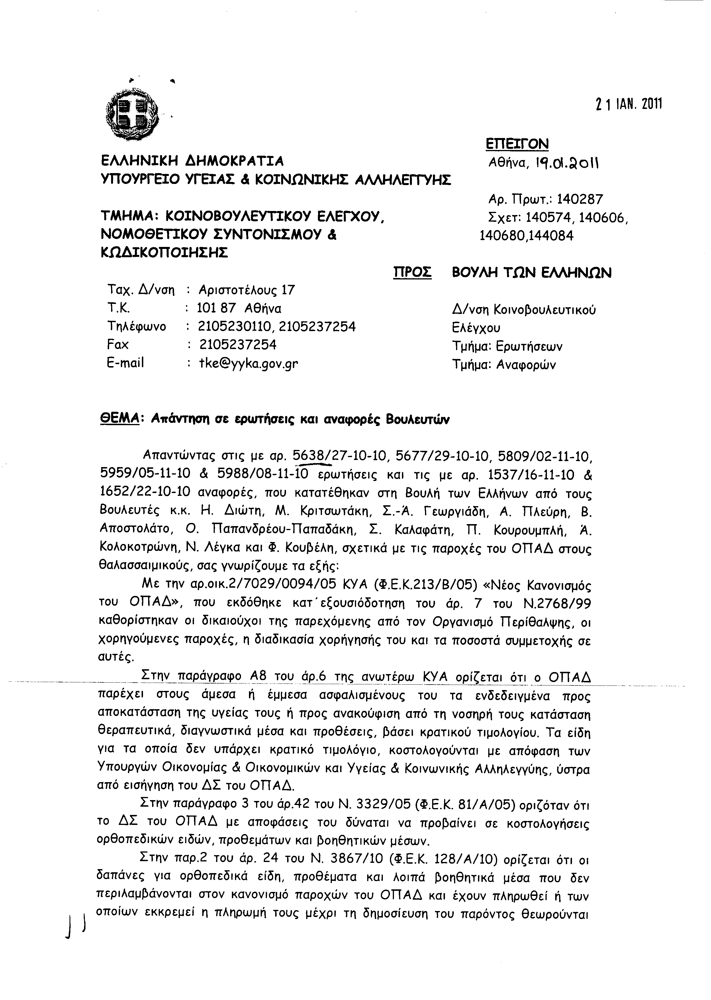 21 ΙΑΝ. 2011
ΕΠΕΙΓΟΝ
ΕΛΛΗΝΙΚΗ ΔΗΜΟΚΡΑΤΙΑ
Αθήνα, 19.01.2011
ΥΠΟΥΡΓΕΙΟ ΥΓΕΙΑΣ & ΚΟΙΝΩΝΙΚΗΣ ΑΛΛΗΛΕΓΓΥΗΣ
Αρ. Πρωτ.: 140287
ΤΜΗΜΑ: ΚΟΙΝΟΒΟΥΛΕΥΤΙΚΟΥ ΕΛΕΓΧΟΥ,
Σχετ: 140574, 140606,
ΝΟΜΟΘΕΤΙΚΟΥ ΣΥΝΤΟΝΙΣΜΟΥ &
140680,144084
ΚΩΔΙΚΟΠΟΙΗΣΗΣ
ΠΡΟΣ ΒΟΥΛΗ ΤΩΝ ΕΛΛΗΝΩΝ
Ταχ. Δ/νση : Αριστοτέλους 17
Τ.Κ. : 101 87 Αθήνα
Δ/νση Κοινοβουλευτικού
Τηλέφωνο : 2105230110, 2105237254
Ελέγχου
Fax : 2105237254
Τμήμα: Ερωτήσεων
E-mail : tke@yyka.gov.gr
Τμήμα: Αναφορών
ΘΕΜΑ: Απάντηση σε ερωτήσεις και αναφορές Βουλευτών
Απαντώντας στις με αρ. 5638/27-10-10, 5677/29-10-10, 5809/02-11-10,
5959/05-11-10 & 5988/08-11-10 ερωτήσεις και τις με αρ. 1537/16-11-10 &
1652/22-10-10 αναφορές, που κατατέθηκαν στη Βουλή των Ελλήνων από τους
Βουλευτές κ.κ. Η. Διώτη, Μ. Κριτσωτάκη, Σ.-Ά. Γεωργιάδη, Α. Πλεύρη, Β.
Αποστολάτο, Ο. Παπανδρέου-Παπαδάκη, Σ. Καλαφάτη, Π. Κουρουμπλή, Ά.
Κολοκοτρώνη, Ν. Λέγκα και Φ. Κουβέλη, σχετικά με τις παροχές του ΟΠΑΔ στους
θαλασσαιμικούς, σας γνωρίζουμε τα εξής:
Με την αρ.οικ.2/7029/0094/05 ΚΥΑ (Φ.Ε.Κ.213/Β/05) «Νέος Κανονισμός
του ΟΠΑΔ», που εκδόθηκε κατ' εξουσιόδοτηση του άρ. 7 του Ν.2768/99
καθορίστηκαν οι δικαιούχοι της παρεχόμενης από τον Οργανισμό Περίθαλψης, οι
χορηγούμενες παροχές, η διαδικασία χορήγησής του και τα ποσοστά συμμετοχής σε
αυτές.
Στην παράγραφο Α8 του άρ.6 της ανωτέρω ΚΥΑ ορίζεται ότι ο ΟΠΑΔ
παρέχει στους άμεσα ή έμμεσα ασφαλισμένους του τα ενδεδειγμένα προς
αποκατάσταση της υγείας τους ή προς ανακούφιση από τη νοσηρή τους κατάσταση
θεραπευτικά, διαγνωστικά μέσα και προθέσεις, βάσει κρατικού τιμολογίου. Τα είδη
για τα οποία δεν υπάρχει κρατικό τιμολόγιο, κοστολογούνται με απόφαση των
Υπουργών Οικονομίας & Οικονομικών και Υγείας & Κοινωνικής Αλληλεγγύης, ύστρα
από εισήγηση του ΔΣ του ΟΠΑΔ.
Στην παράγραφο 3 του άρ.42 του Ν. 3329/05 (Φ.Ε.Κ. 81/Α/05) οριζόταν ότι
το ΔΣ του ΟΠΑΔ με αποφάσεις του δύναται να προβαίνει σε κοστολογήσεις
ορθοπεδικών ειδών, προθεμάτων και βοηθητικών μέσων.
Στην παρ.2 του άρ. 24 του Ν. 3867/10 (Φ.Ε.Κ. 128/Α/10) ορίζεται ότι οι
δαπάνες για ορθοπεδικά είδη, προθέματα και λοιπά βοηθητικά μέσα που δεν
περιλαμβάνονται στον κανονισμό παροχών του ΟΠΑΔ και έχουν πληρωθεί ή των
οποίων εκκρεμεί η πληρωμή τους μέχρι τη δημοσίευση του παρόντος θεωρούνται